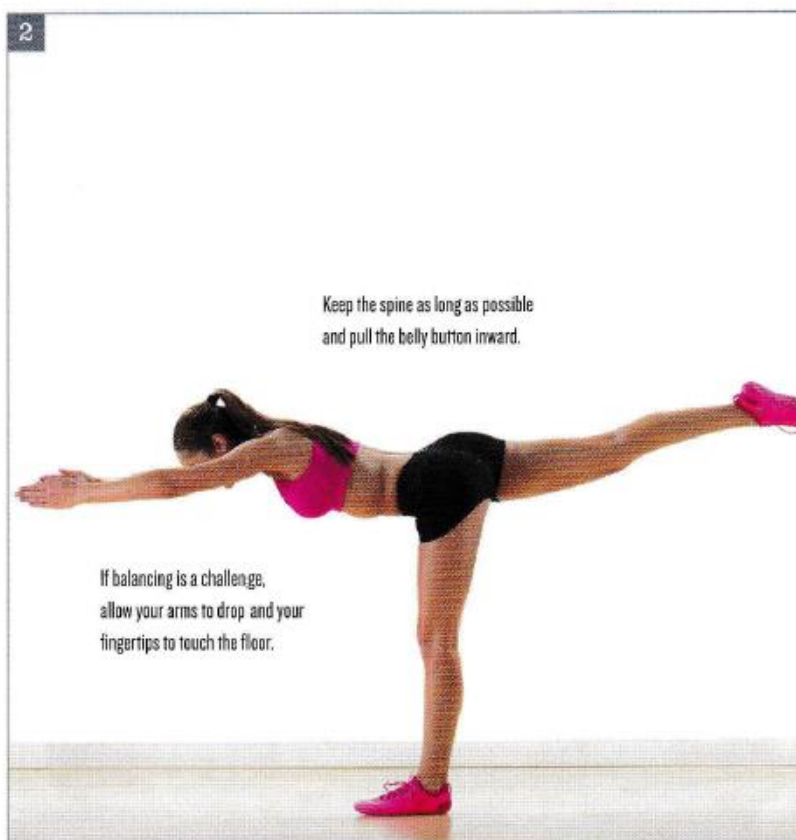 2
Keep the spine as long as possible
and pull the belly button inward.
If balancing is a challenge,
allow your arms to drop and your
fingertips to touch the floor.